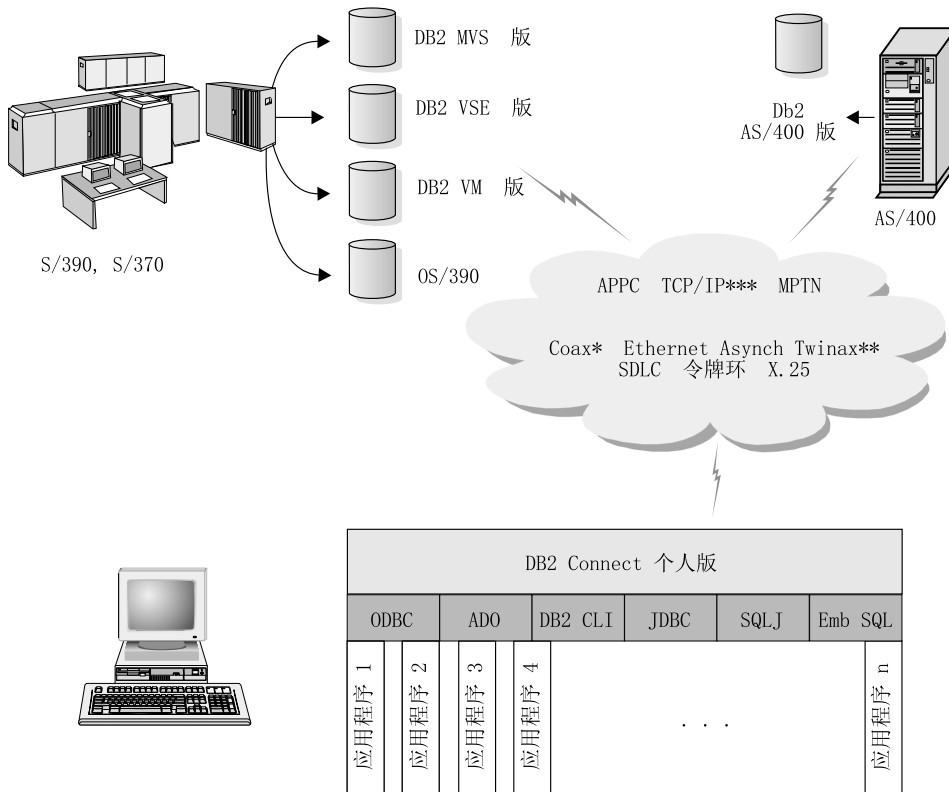 DB2 MVS 版
DB2 VSE 版
DB2 VM 版
OS/390
S/390, S/370
Db2
AS/400 版
AS/400
APPC TCP/IP*** MPTN
Coax* Ethernet Asynch Twinax**
SDLC 令牌环 X.25
DB2 Connect 个人版
ODBC ADO DB2 CLI JDBC SQLJ Emb SQL
应用程序 1
应用程序 2
应用程序 3
应用程序 4
. . .
应用程序 n